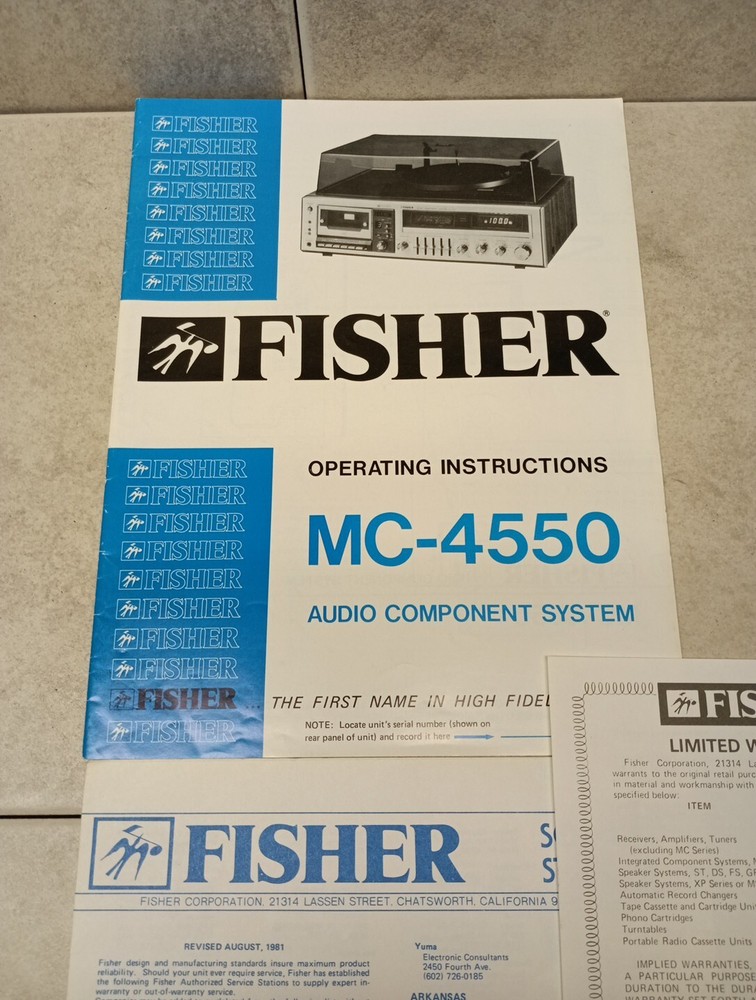 FISHER
FISHER
FISHER
FISHER
FISHER
FISHER
FISHER
FISHER
100.0
FISHER®
OPERATING INSTRUCTIONS
MC-4550
AUDIO COMPONENT SYSTEM
FISHER
FISHER
FISHER
FISHER
FISHER
FISHER
FISHER
FISHER
FISHER ... THE FIRST NAME IN HIGH
FISHER
NOTE: Locate unit's serial number (shown on
rear panel of unit) and record it here
FISHER
FISHER CORPORATION, 21314 LASSEN STREET, CHATSWORTH, CALIFORNIA 9
REVISED AUGUST, 1981
Fisher design and manufacturing standards insure maximum product
reliability. Should your unit ever require service, Fisher has established
the following Fisher Authorized Service Stations to supply expert in-
warranty or out-of-warranty service.
Yuma
Electronic Consultants
2450 Fourth Ave.
(602) 726-0185
ARKANSAS
FIS
LIMITED W
Fisher Corporation, 21314 La
warrants to the original retail purc
in material and workmanship with
specified below:
ITEM
Receivers, Amplifiers, Tuners
(excluding MC Series)
Integrated Component Systems, M
Speaker Systems, ST, DS, FS, GF
Speaker Systems, XP Series or M
Automatic Record Changers
Tape Cassette and Cartridge Uni
Phono Cartridges
Turntables
Portable Radio Cassette Units
IMPLIED WARRANTIES,
A PARTICULAR PURPOSE
DURATION TO THE DUR